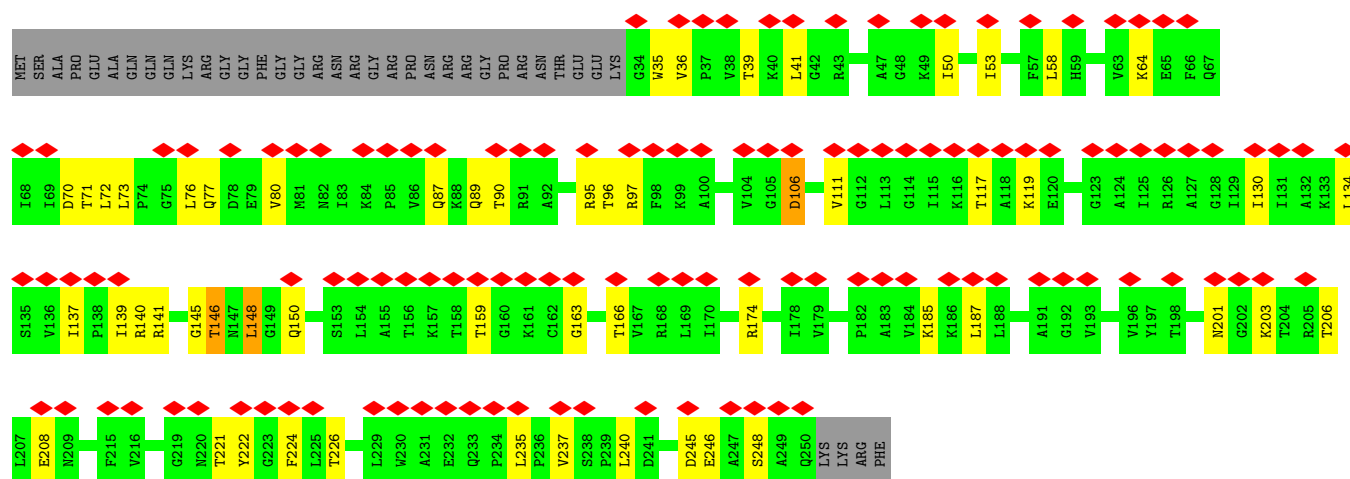 MET SER ALA PRO GLU ALA GLN GLN GLN LYS ARG GLY GLY PHE GLY GLY ARG ASN ARG GLY ARG PRO ASN ARG ARG GLY PRO ARG ASN THR GLU GLU LYS G34 W35 V36 P37 V38 T39 K40 L41 G42 R43 A47 G48 K49 I50 I53 F57 L58 H59 V63 K64 E65 F66 Q67
I68 I69 D70 T71 L72 L73 P74 G75 L76 Q77 D78 E79 V80 M81 N82 I83 K84 P85 V86 Q87 K88 Q89 T90 R91 A92 R95 T96 R97 F98 K99 A100 V104 G105 D106 V111 G112 L113 G114 I115 K116 T117 A118 K119 E120 G123 A124 I125 R126 A127 G128 I129 I130 I131 A132 K133 L134
S135 V136 I137 P138 I139 R140 R141 G145 T146 N147 L148 G149 Q150 S153 L154 A155 T156 K157 T158 T159 G160 K161 C162 G163 T166 V167 R168 L169 I170 R174 I178 V179 P182 A183 V184 K185 K186 L187 L188 A191 G192 V193 V196 Y197 T198 N201 G202 K203 T204 R205 T206
L207 E208 N209 F215 V216 G219 N220 T221 Y222 G223 F224 L225 T226 L229 W230 A231 E232 Q233 P234 L235 P236 V237 S238 P239 L240 D241 D245 E246 A247 S248 A249 Q250 LYS LYS ARG PHE